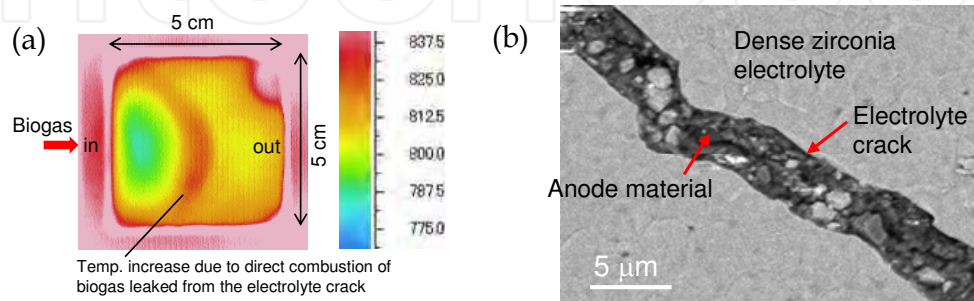 (a)
5 cm
Biogas
in
out
5 cm
837.5
825.0
812.5
800.0
787.5
775.0
Temp. increase due to direct combustion of
biogas leaked from the electrolyte crack
(b)
Dense zirconia
electrolyte
Electrolyte
crack
Anode material
5 μm